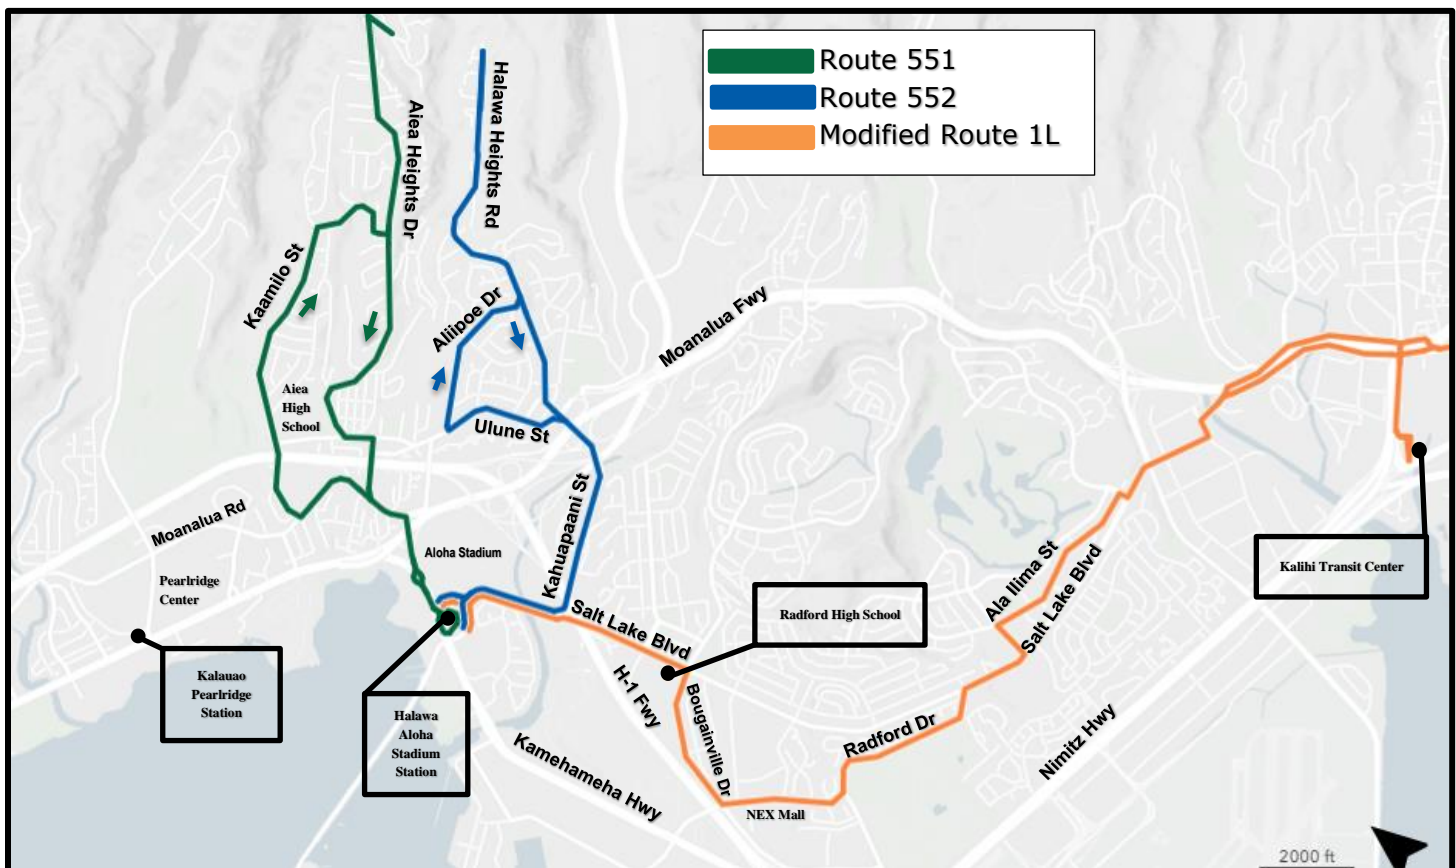 Route 551
Route 552
Modified Route 1L
Aiea Heights Dr
Halawa Heights Rd
Kaamilo St
Aliipoe Dr
Moanalua Fwy
Aiea
High
School
Ulune St
Kahuapaani St
Moanalua Rd
Aloha Stadium
Pearlridge
Center
Salt Lake Blvd
Radford High School
Ala Ilima St
Salt Lake Blvd
Kalihi Transit Center
Kalauao
Pearlridge
Station
Halawa
Aloha
Stadium
Station
H-1 Fwy
Bougainville Dr
Radford Dr
Nimitz Hwy
Kamehameha Hwy
NEX Mall
2000 ft